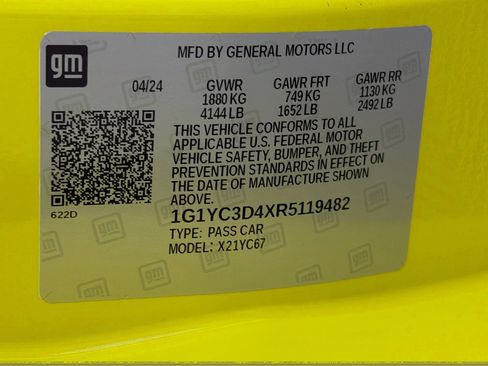 gm
MFD BY GENERAL MOTORS LLC
04/24 GVWR GAWR FRT GAWR RR
1880 KG 749 KG 1130 KG
4144 LB 1652 LB 2492 LB
THIS VEHICLE CONFORMS TO ALL
APPLICABLE U.S. FEDERAL MOTOR
VEHICLE SAFETY, BUMPER, AND THEFT
PREVENTION STANDARDS IN EFFECT ON
THE DATE OF MANUFACTURE SHOWN
ABOVE.
622D
1G1YC3D4XR5119482
TYPE: PASS CAR
MODEL: X21YC67